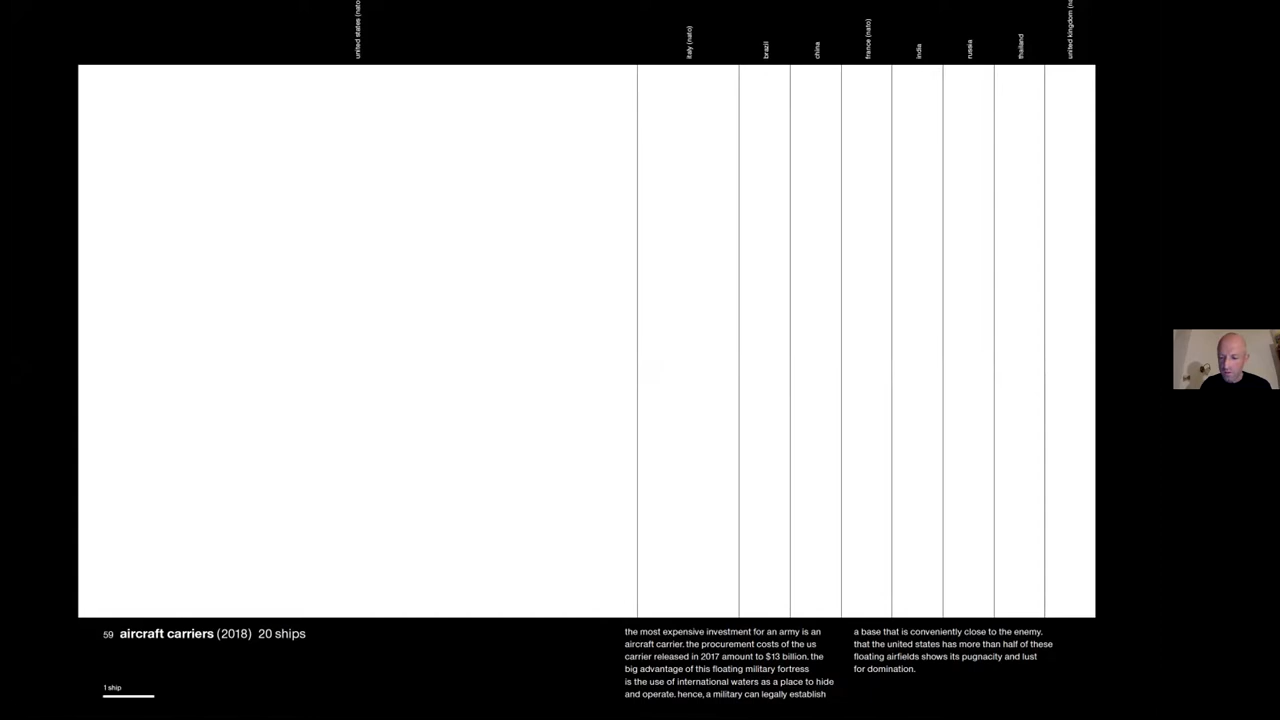 united states (nato
italy (nato)
brazil
china
france (nato)
india
russia
thailand
united kingdom (na
59 aircraft carriers (2018) 20 ships
1 ship
the most expensive investment for an army is an
aircraft carrier. the procurement costs of the us
carrier released in 2017 amount to $13 billion. the
big advantage of this floating military fortress
is the use of international waters as a place to hide
and operate. hence, a military can legally establish
a base that is conveniently close to the enemy.
that the united states has more than half of these
floating airfields shows its pugnacity and lust
for domination.